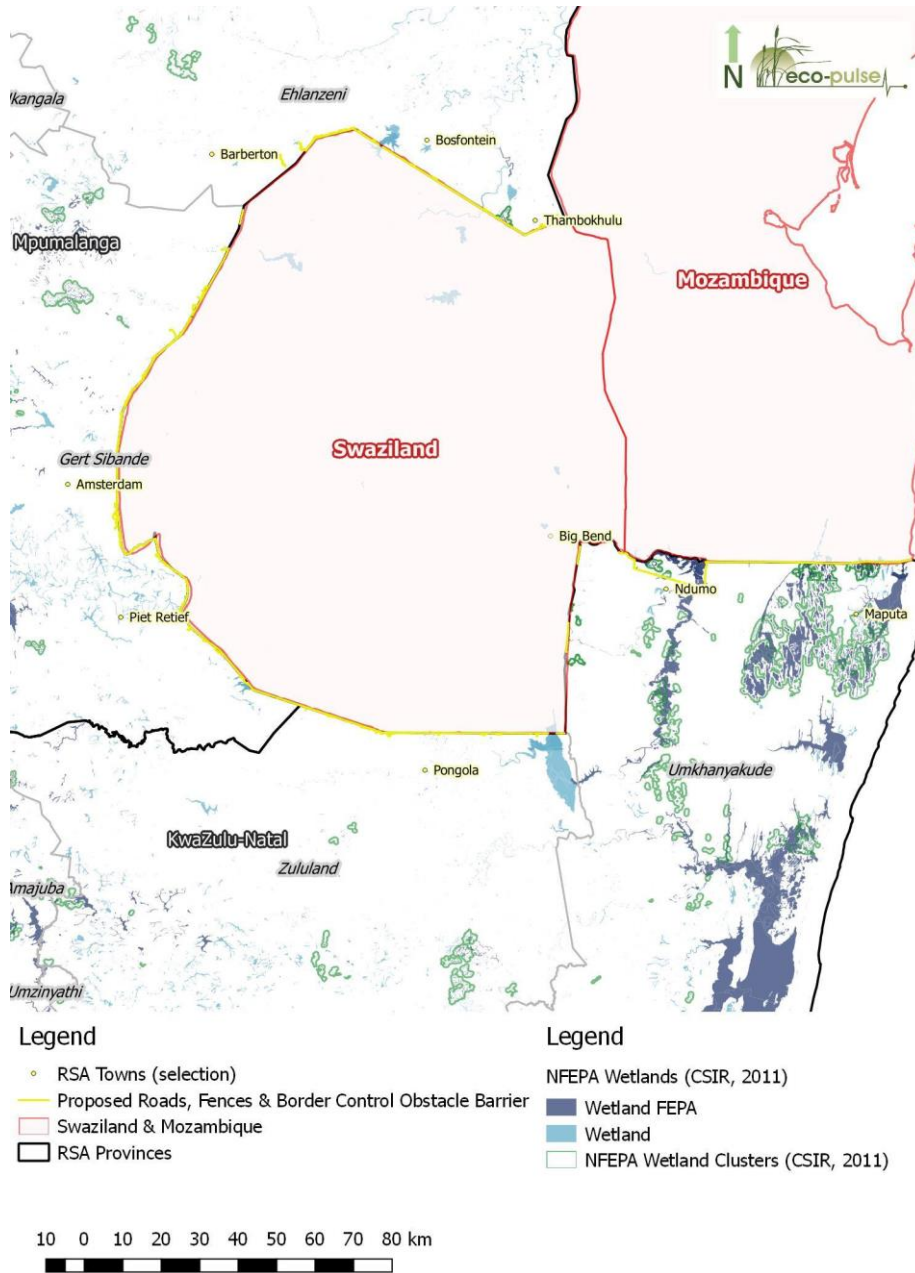 eco-pulse
N
Ehlanzeni
Nkangala
Bosfontein
Barberton
Thambokhulu
Mpumalanga
Mozambique
Swaziland
Gert Sibande
Amsterdam
Big Bend
Ndumo
Maputa
Piet Retief
Pongola
Umkhanyakude
KwaZulu-Natal
Zululand
Amajuba
Umzinyathi
Legend
RSA Towns (selection)
Proposed Roads, Fences & Border Control Obstacle Barrier
Swaziland & Mozambique
RSA Provinces
Legend
NFEPA Wetlands (CSIR, 2011)
Wetland FEPA
Wetland
NFEPA Wetland Clusters (CSIR, 2011)
10 0 10 20 30 40 50 60 70 80 km